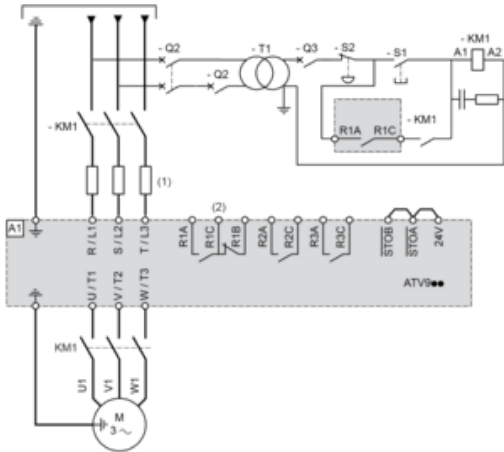 - Q2
- T1
- Q3
- S2
- S1
- KM1
A1
A2
- Q2
- KM1
R1A
R1C
- KM1
(1)
(2)
A1
R / L1
S / L2
T / L3
R1A
R1C
R1B
R2A
R2C
R3A
R3C
STOB
STOA
24V
U / T1
V / T2
W / T3
ATV9●●
KM1
U1
V1
W1
M
3 ~